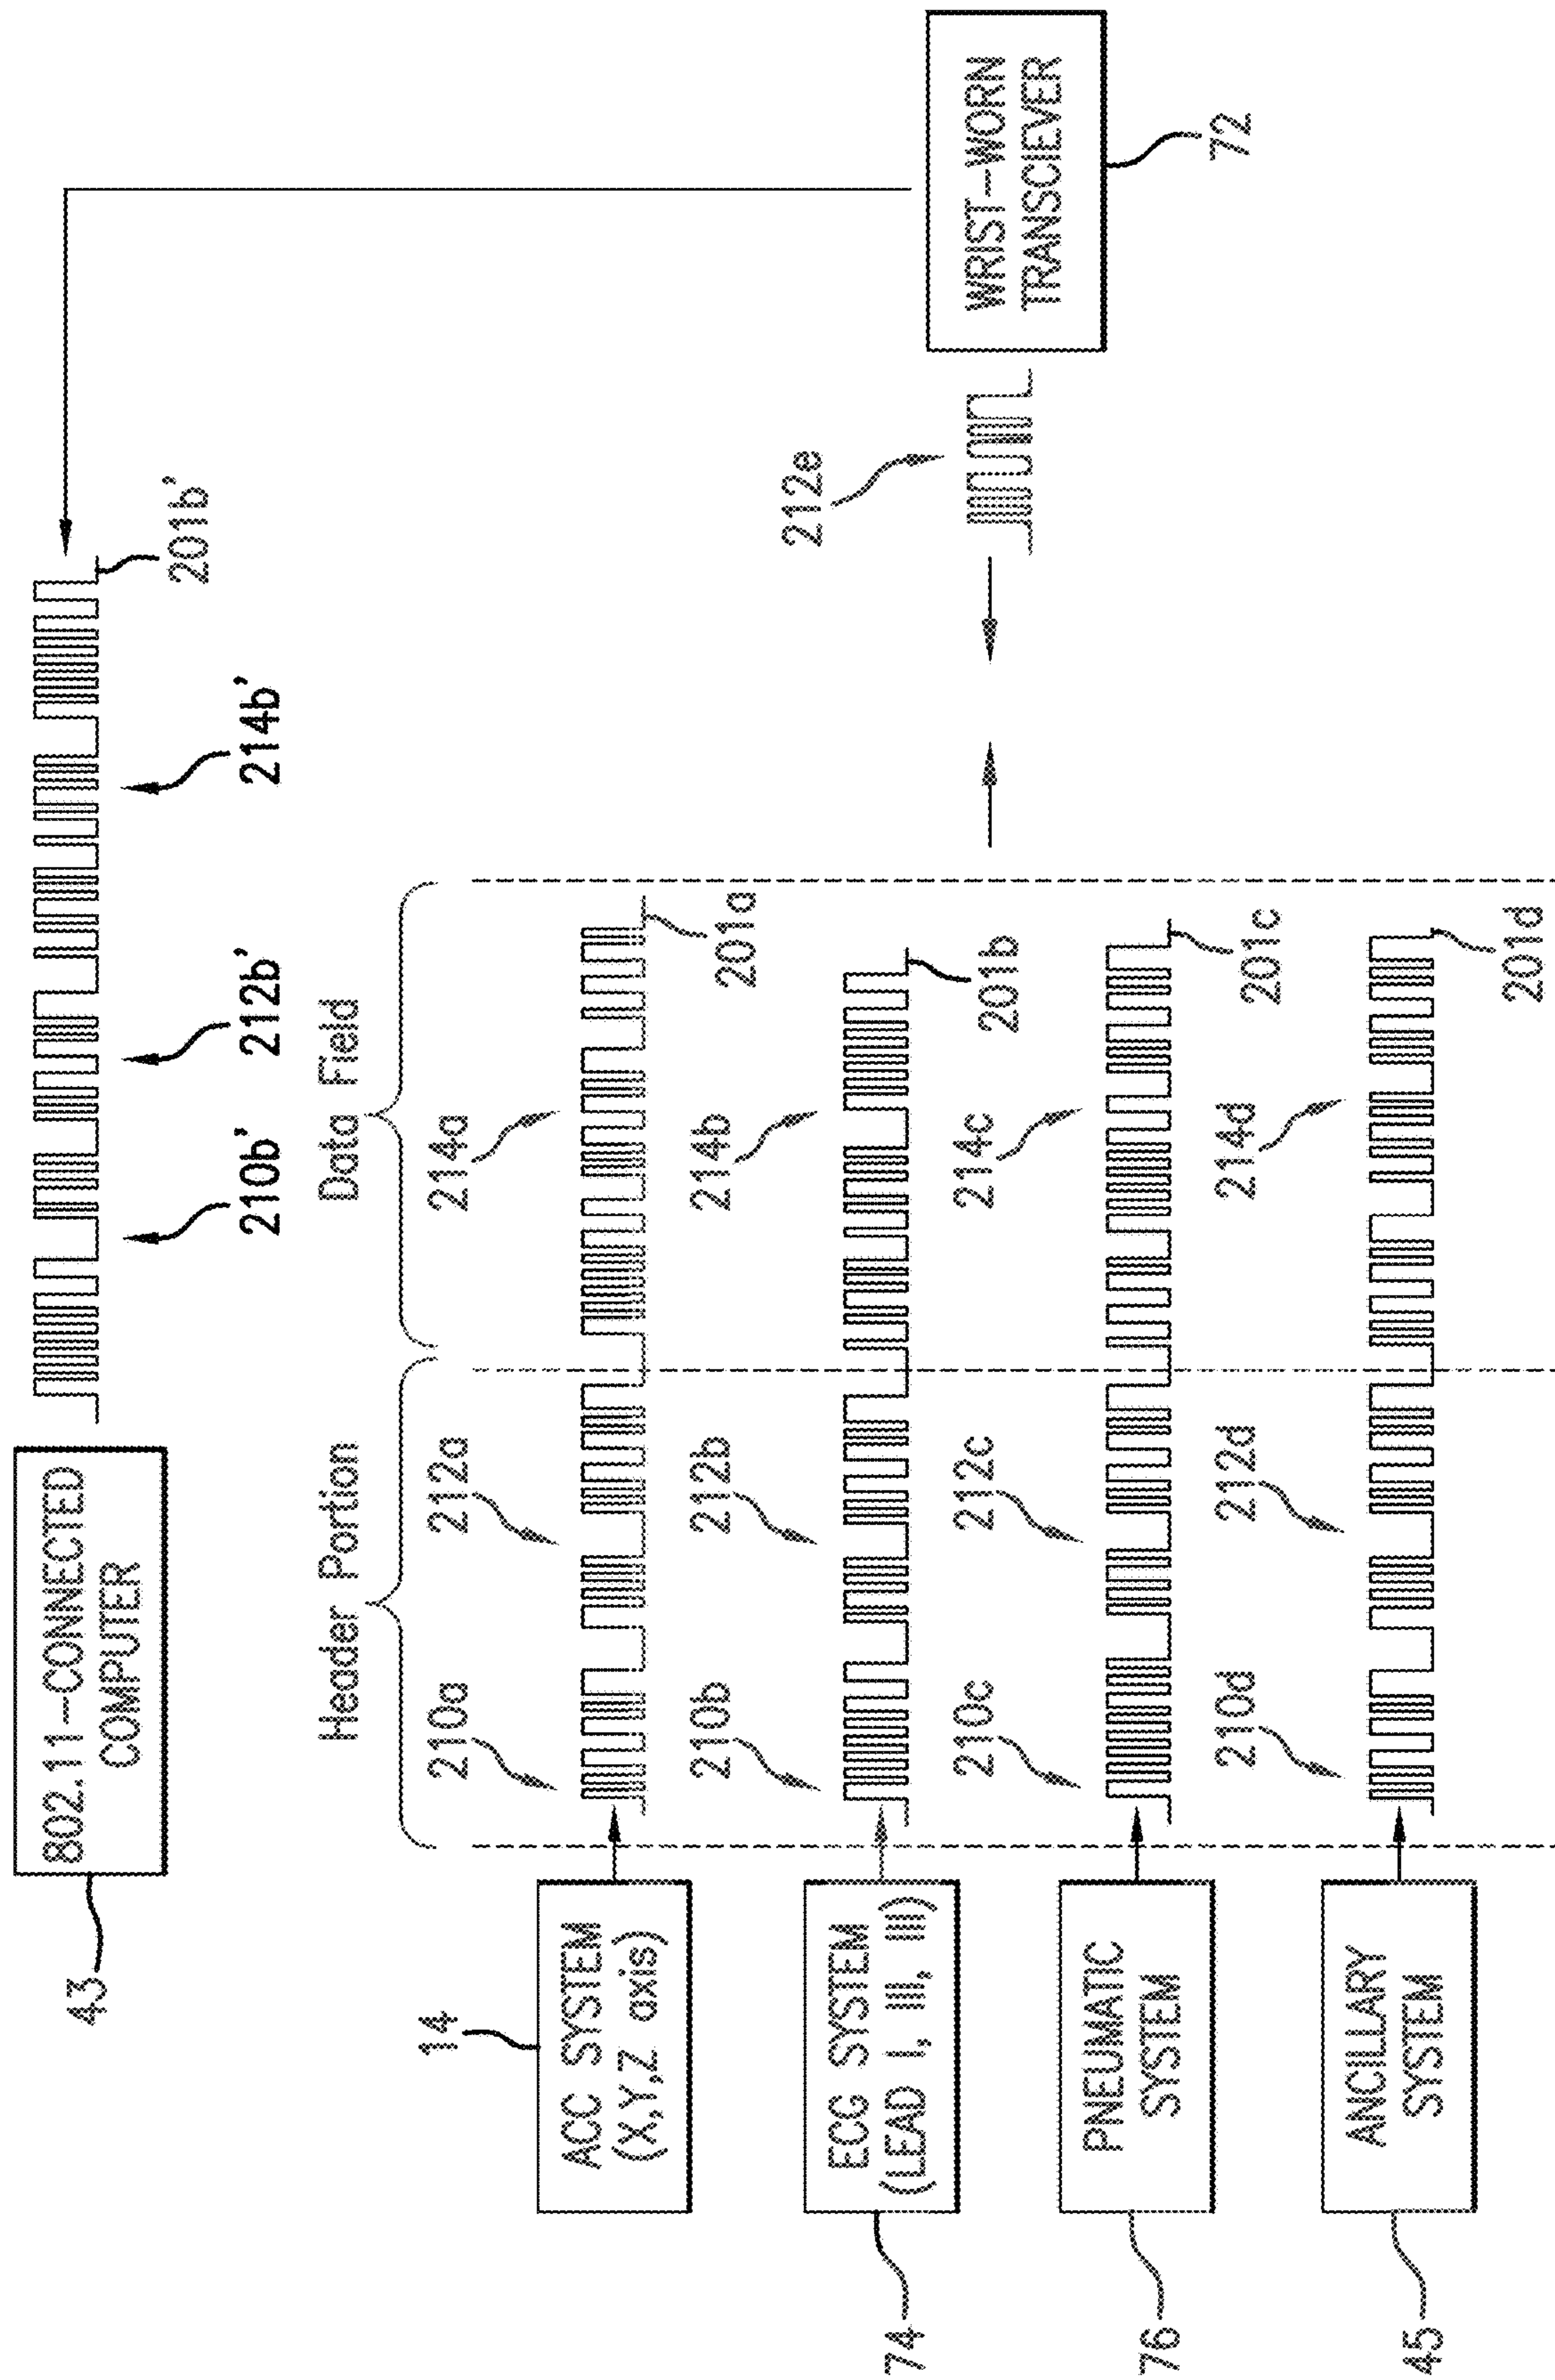 43
802.11-CONNECTED
COMPUTER
210b'
212b'
214b'
201b'
Header Portion
Data Field
14
ACC SYSTEM
(X,Y,Z axis)
210a
212a
214a
201a
74
ECG SYSTEM
(LEAD I, III, III)
210b
212b
214b
201b
212e
WRIST-WORN
TRANSCIEVER
72
76
PNEUMATIC
SYSTEM
210c
212c
214c
201c
45
ANCILLARY
SYSTEM
210d
212d
214d
201d